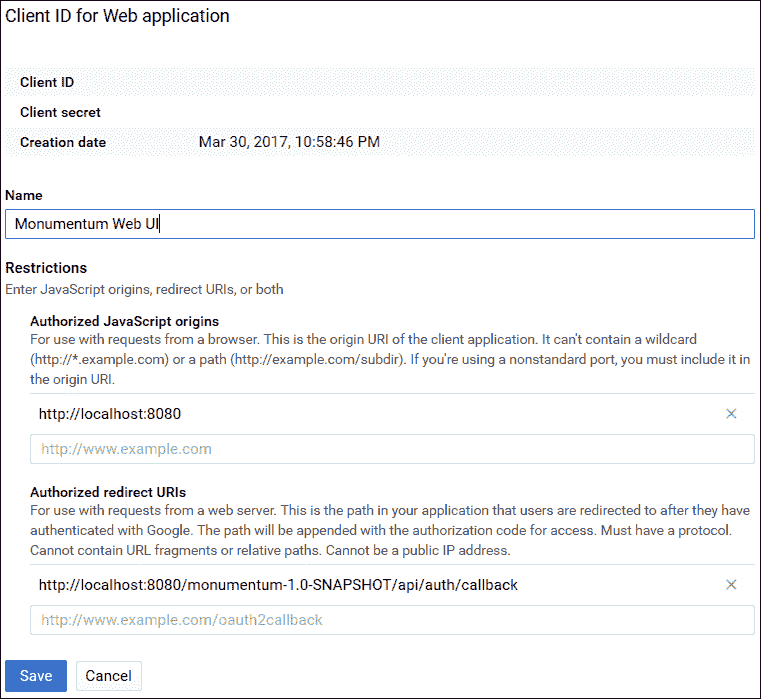 Client ID for Web application
Client ID
Client secret
Creation date Mar 30, 2017, 10:58:46 PM
Name
Monumentum Web UI
Restrictions
Enter JavaScript origins, redirect URIs, or both
Authorized JavaScript origins
For use with requests from a browser. This is the origin URI of the client application. It can't contain a wildcard
(http://*.example.com) or a path (http://example.com/subdir). If you're using a nonstandard port, you must include it in
the origin URI.
http://localhost:8080
http://www.example.com
Authorized redirect URIs
For use with requests from a web server. This is the path in your application that users are redirected to after they have
authenticated with Google. The path will be appended with the authorization code for access. Must have a protocol.
Cannot contain URL fragments or relative paths. Cannot be a public IP address.
http://localhost:8080/monumentum-1.0-SNAPSHOT/api/auth/callback
http://www.example.com/oauth2callback
Save Cancel